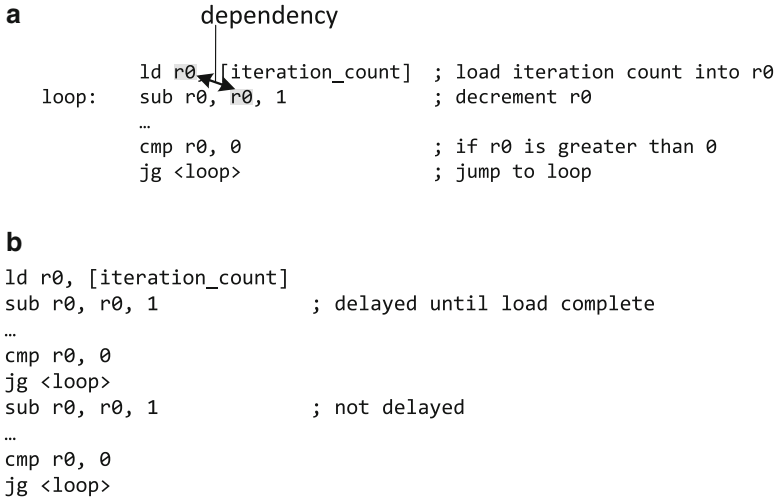 a
dependency
ld r0, [iteration_count] ; load iteration count into r0
loop: sub r0, r0, 1 ; decrement r0
…
cmp r0, 0 ; if r0 is greater than 0
jg <loop> ; jump to loop
b
ld r0, [iteration_count]
sub r0, r0, 1 ; delayed until load complete
…
cmp r0, 0
jg <loop>
sub r0, r0, 1 ; not delayed
…
cmp r0, 0
jg <loop>